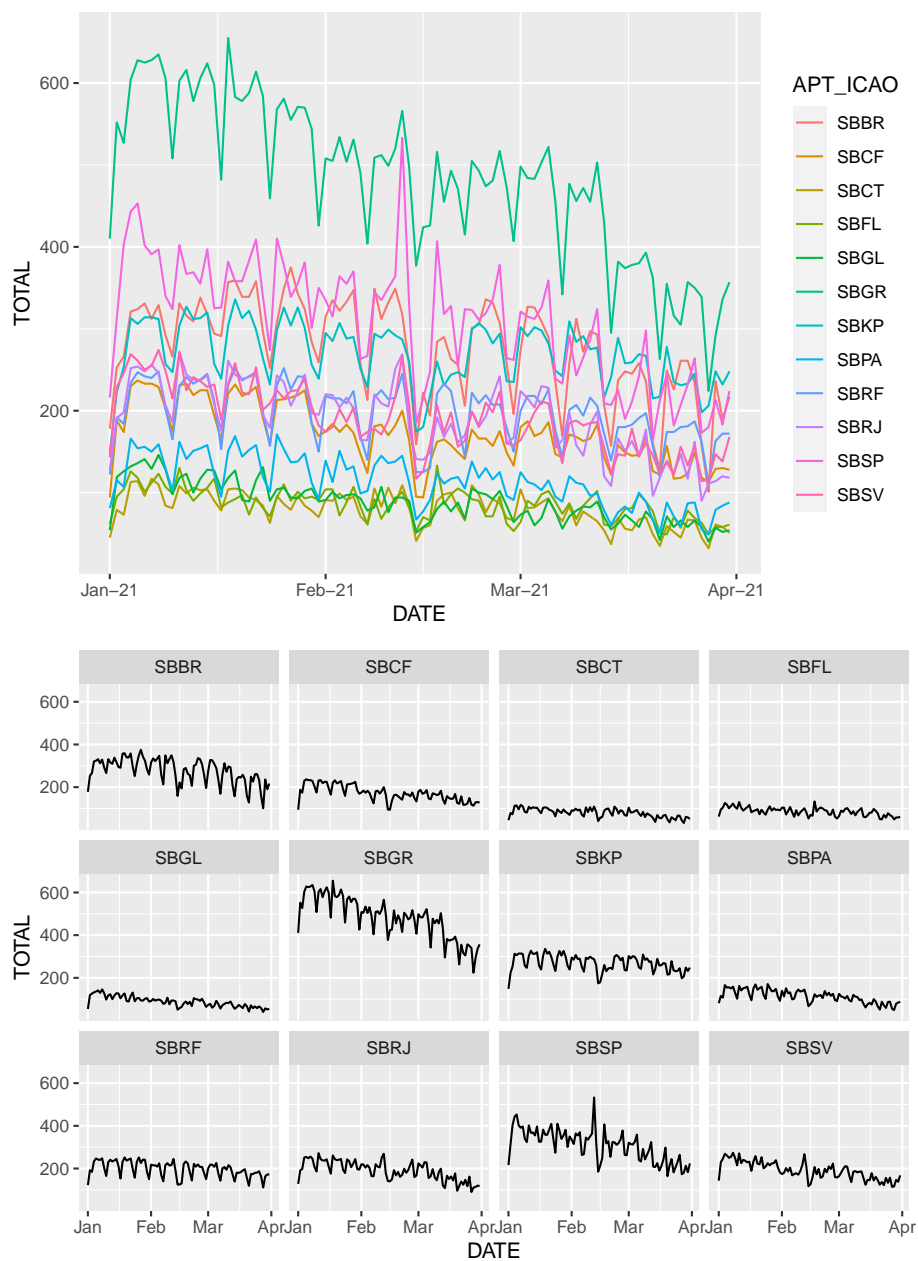 600
400
200
TOTAL
Jan–21
Feb–21
Mar–21
Apr–21
DATE
APT_ICAO
SBBR
SBCF
SBCT
SBFL
SBGL
SBGR
SBKP
SBPA
SBRF
SBRJ
SBSP
SBSV
SBBR SBCF SBCT SBFL
600
400
200
SBGL SBGR SBKP SBPA
600
400
200
TOTAL
SBRF SBRJ SBSP SBSV
600
400
200
Jan Feb Mar Apr Jan Feb Mar Apr Jan Feb Mar Apr Jan Feb Mar Apr
DATE